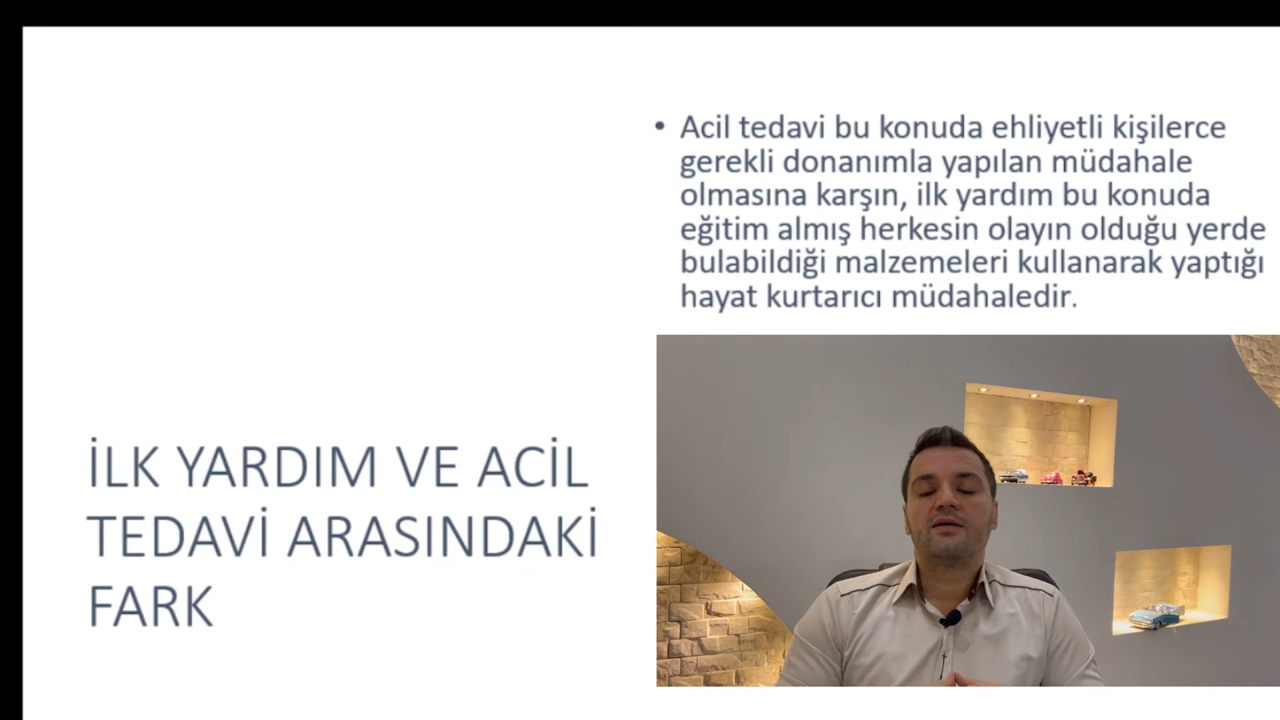 • Acil tedavi bu konuda ehliyetli kişilerce
gerekli donanımla yapılan müdahale
olmasına karşın, ilk yardım bu konuda
eğitim almış herkesin olayın olduğu yerde
bulabildiği malzemeleri kullanarak yaptığı
hayat kurtarıcı müdahaledir.
İLK YARDIM VE ACİL
TEDAVİ ARASINDAKİ
FARK